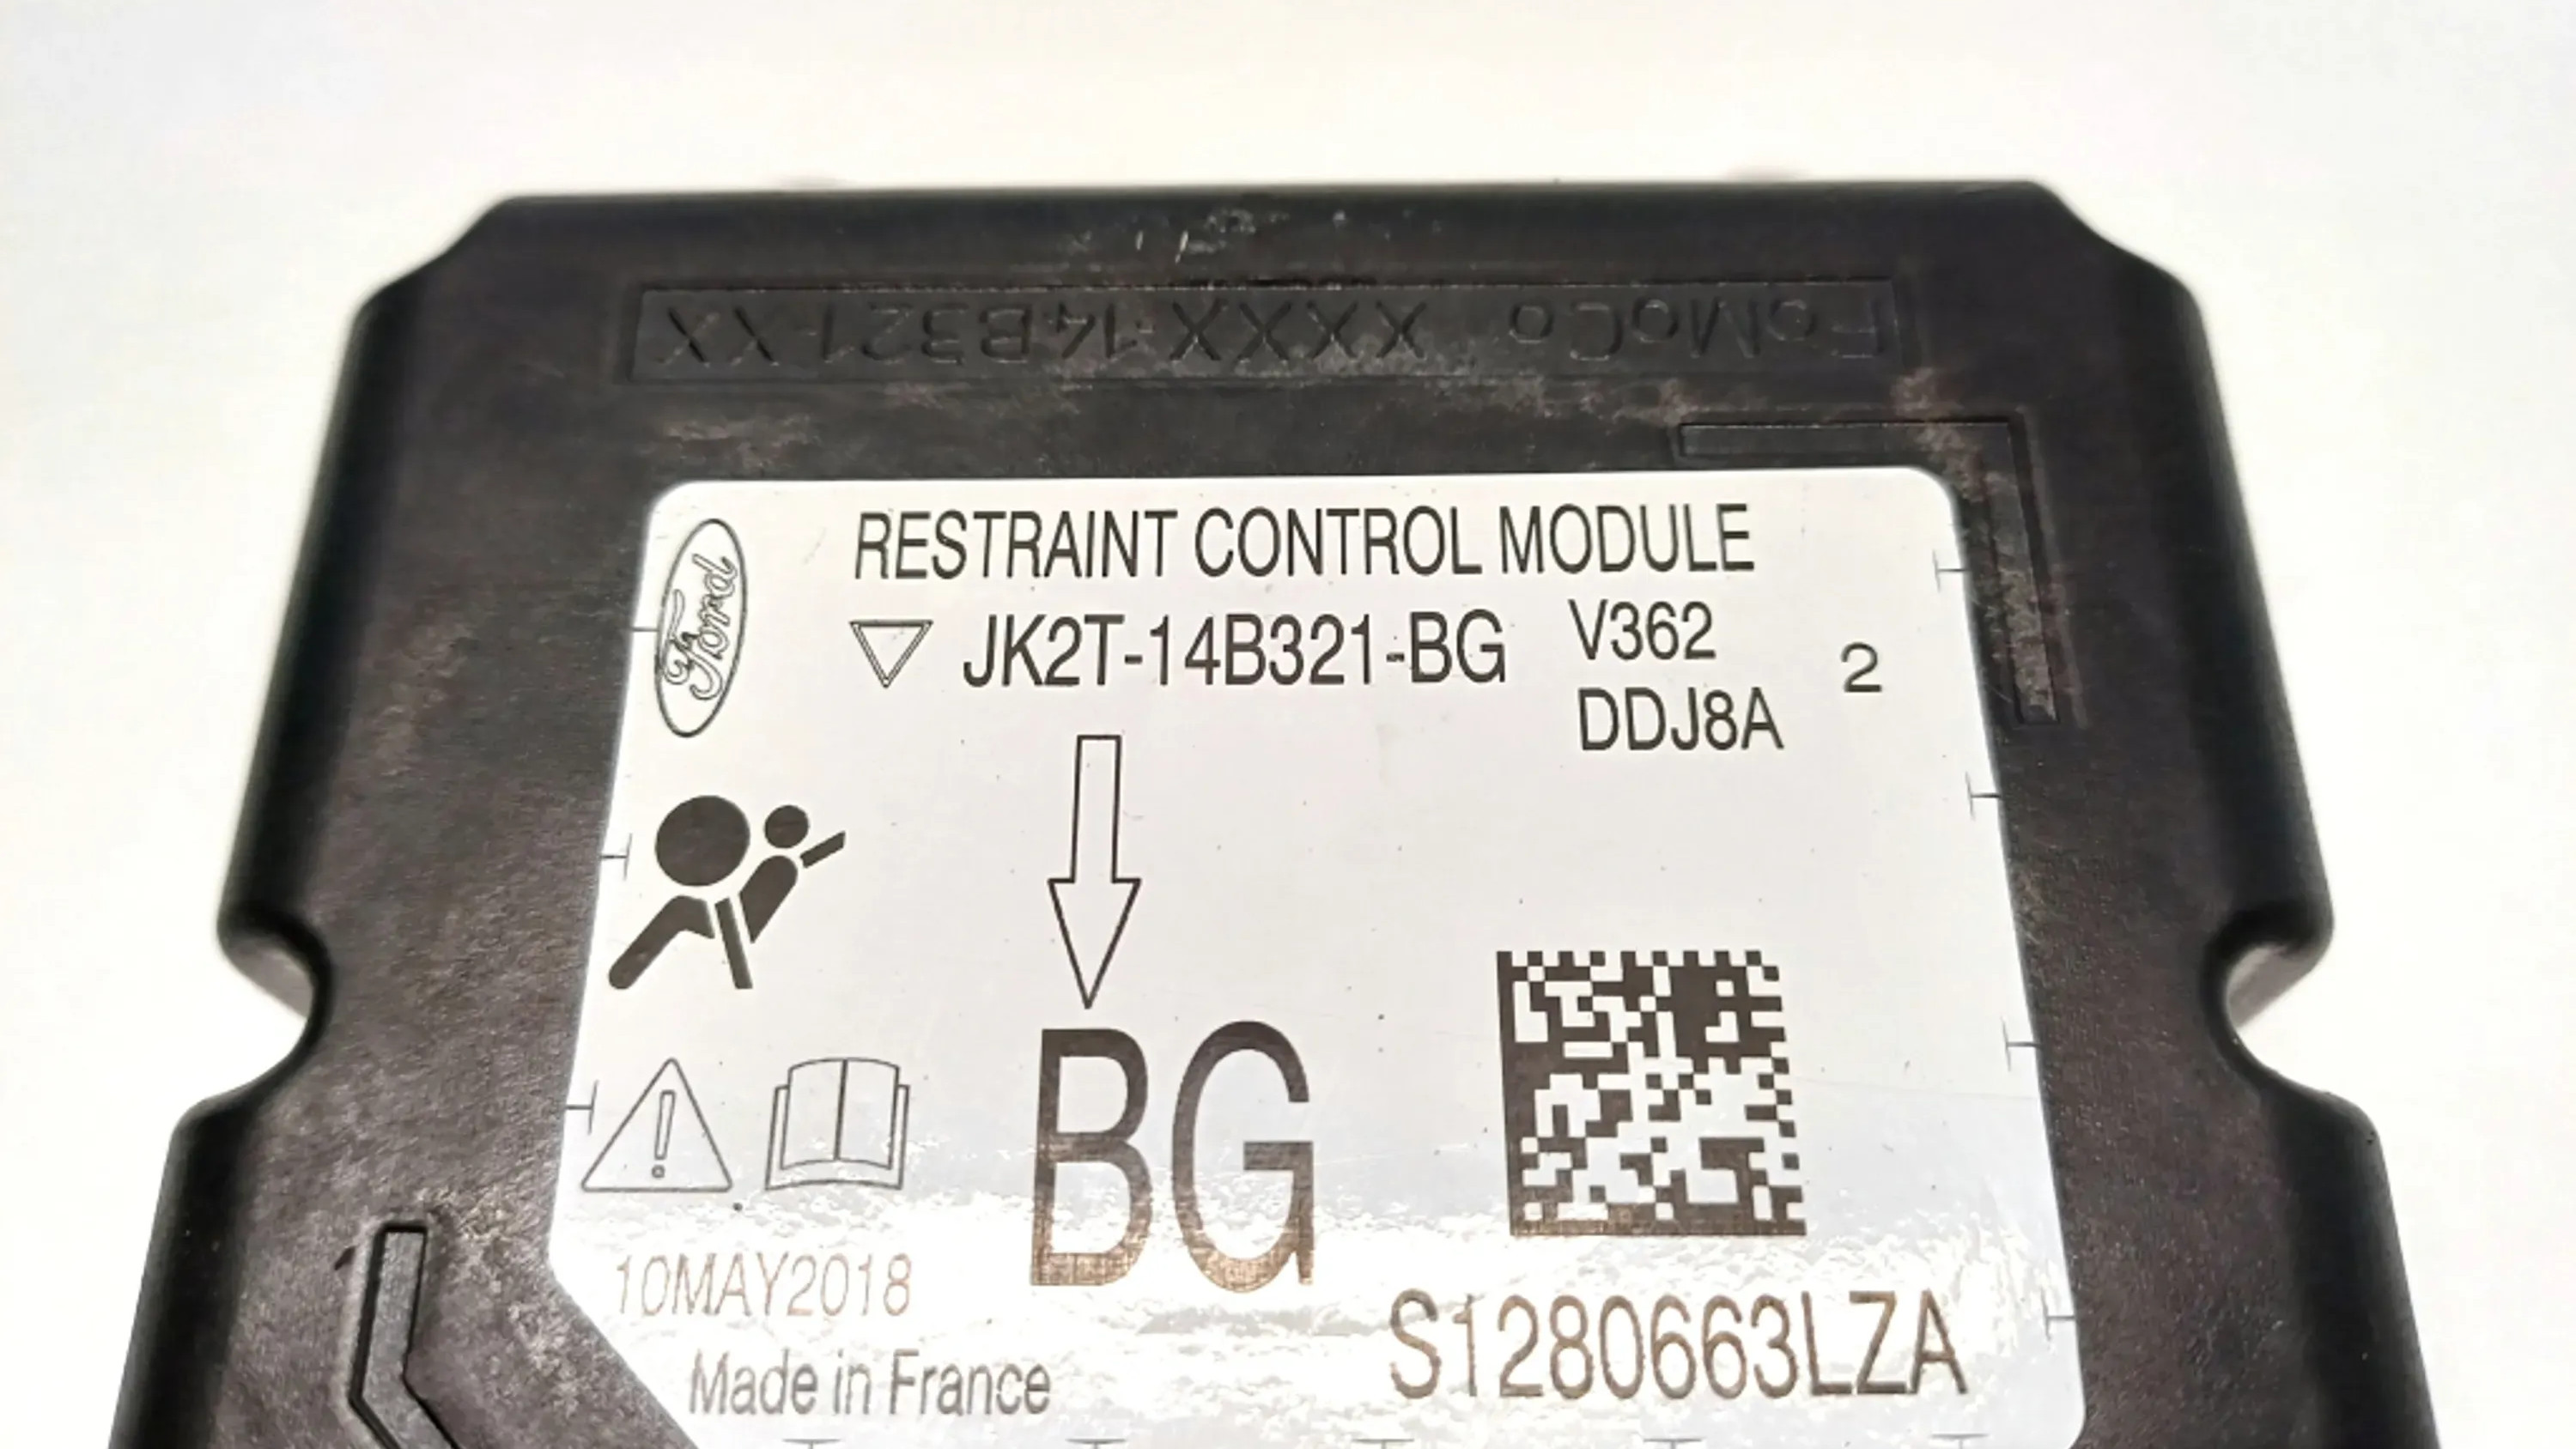 FoMoCo XXXX-14B321-XX
RESTRAINT CONTROL MODULE
Ford
JK2T-14B321-BG
V362
DDJ8A
2
BG
10MAY2018
Made in France
S1280663LZA